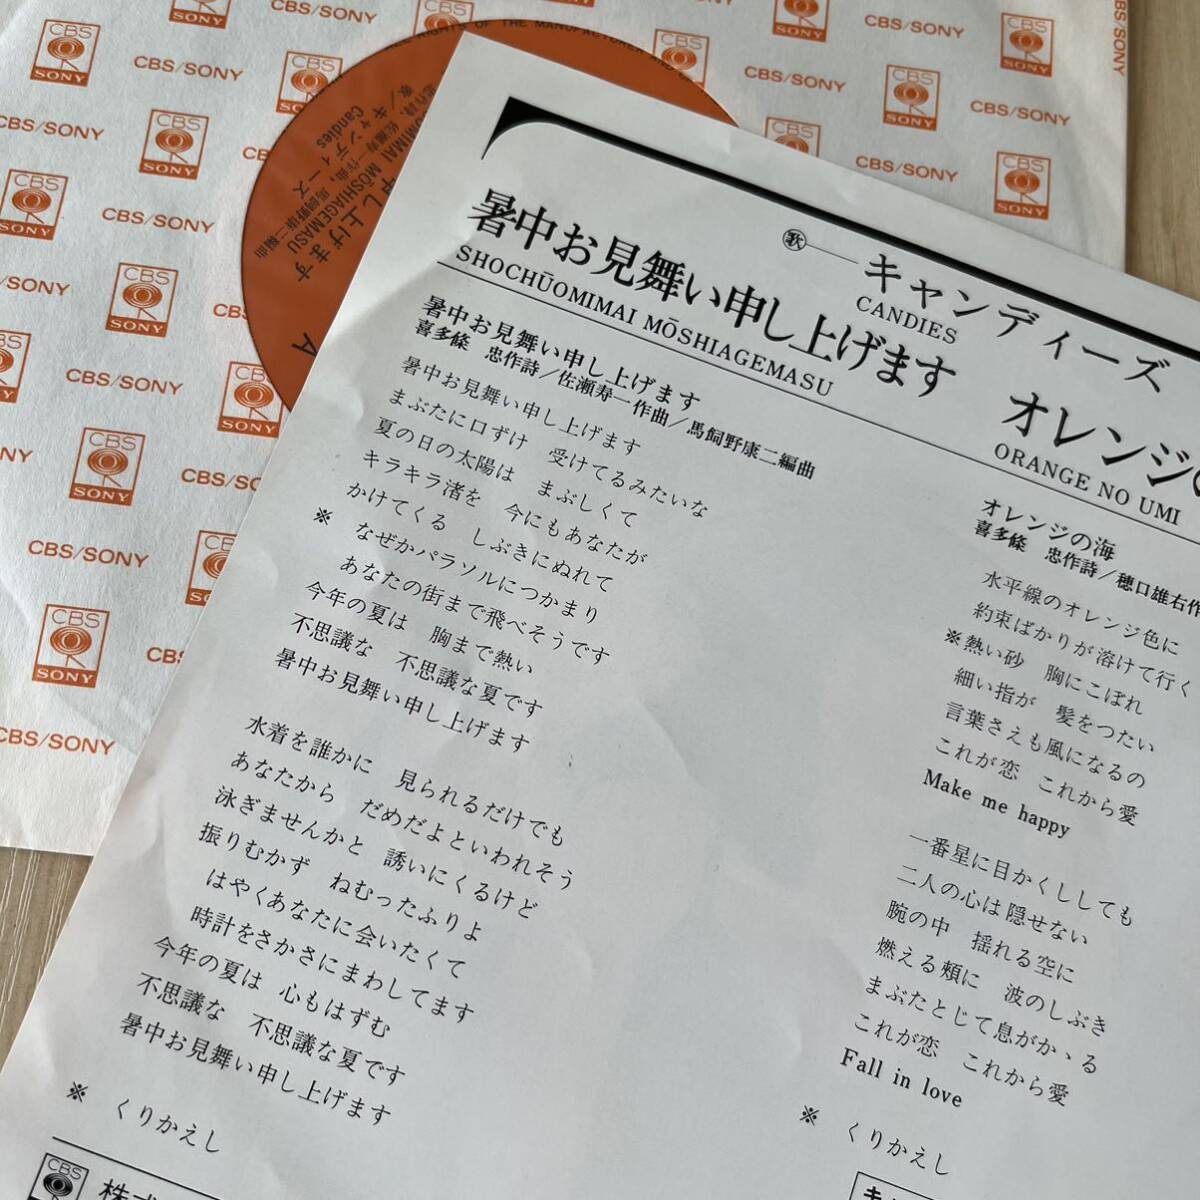 CBS/SONY
CBS SONY
A
OF THE MANUFACTURER
MŌSHIAGEMASU
Candies
㊙歌 キャンディーズ
CANDIES
暑中お見舞い申し上げます
SHOCHŪOMIMAI MŌSHIAGEMASU
オレンジ
ORANGE NO UMI
暑中お見舞い申し上げます
喜多條 忠作詩/佐瀬寿一作曲/馬飼野康二編曲
暑中お見舞い申し上げます
まぶたに口ずけ 受けてるみたいな
夏の日の太陽は まぶしくて
キラキラ渚を 今にもあなたが
かけてくる しぶきにぬれて
※ なぜかパラソルにつかまり
あなたの街まで飛べそうです
今年の夏は 胸まで熱い
不思議な 不思議な夏です
暑中お見舞い申し上げます
水着を誰かに 見られるだけでも
あなたから だめだよといわれそう
泳ぎませんかと 誘いにくるけど
振りむかず ねむったふりよ
はやくあなたに会いたくて
時計をさかさにまわしてます
今年の夏は 心もはずむ
不思議な 不思議な夏です
暑中お見舞い申し上げます
※ くりかえし
オレンジの海
喜多條 忠作詩/穂口雄右作
水平線のオレンジ色に
約束ばかりが溶けて行く
※熱い砂 胸にこぼれ
細い指が 髪をつたい
言葉さえも風になるの
これが恋 これから愛
Make me happy
一番星に目かくししても
二人の心は隠せない
腕の中 揺れる空に
燃える頬に 波のしぶき
まぶたとじて息がかゝる
これが恋 これから愛
Fall in love
※ くりかえし
CBS
株式